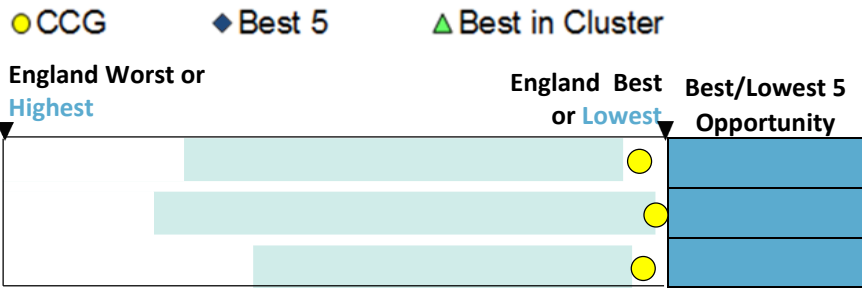 CCG Best 5 Best in Cluster
England Worst or
Highest
England Best
or Lowest
Best/Lowest 5
Opportunity